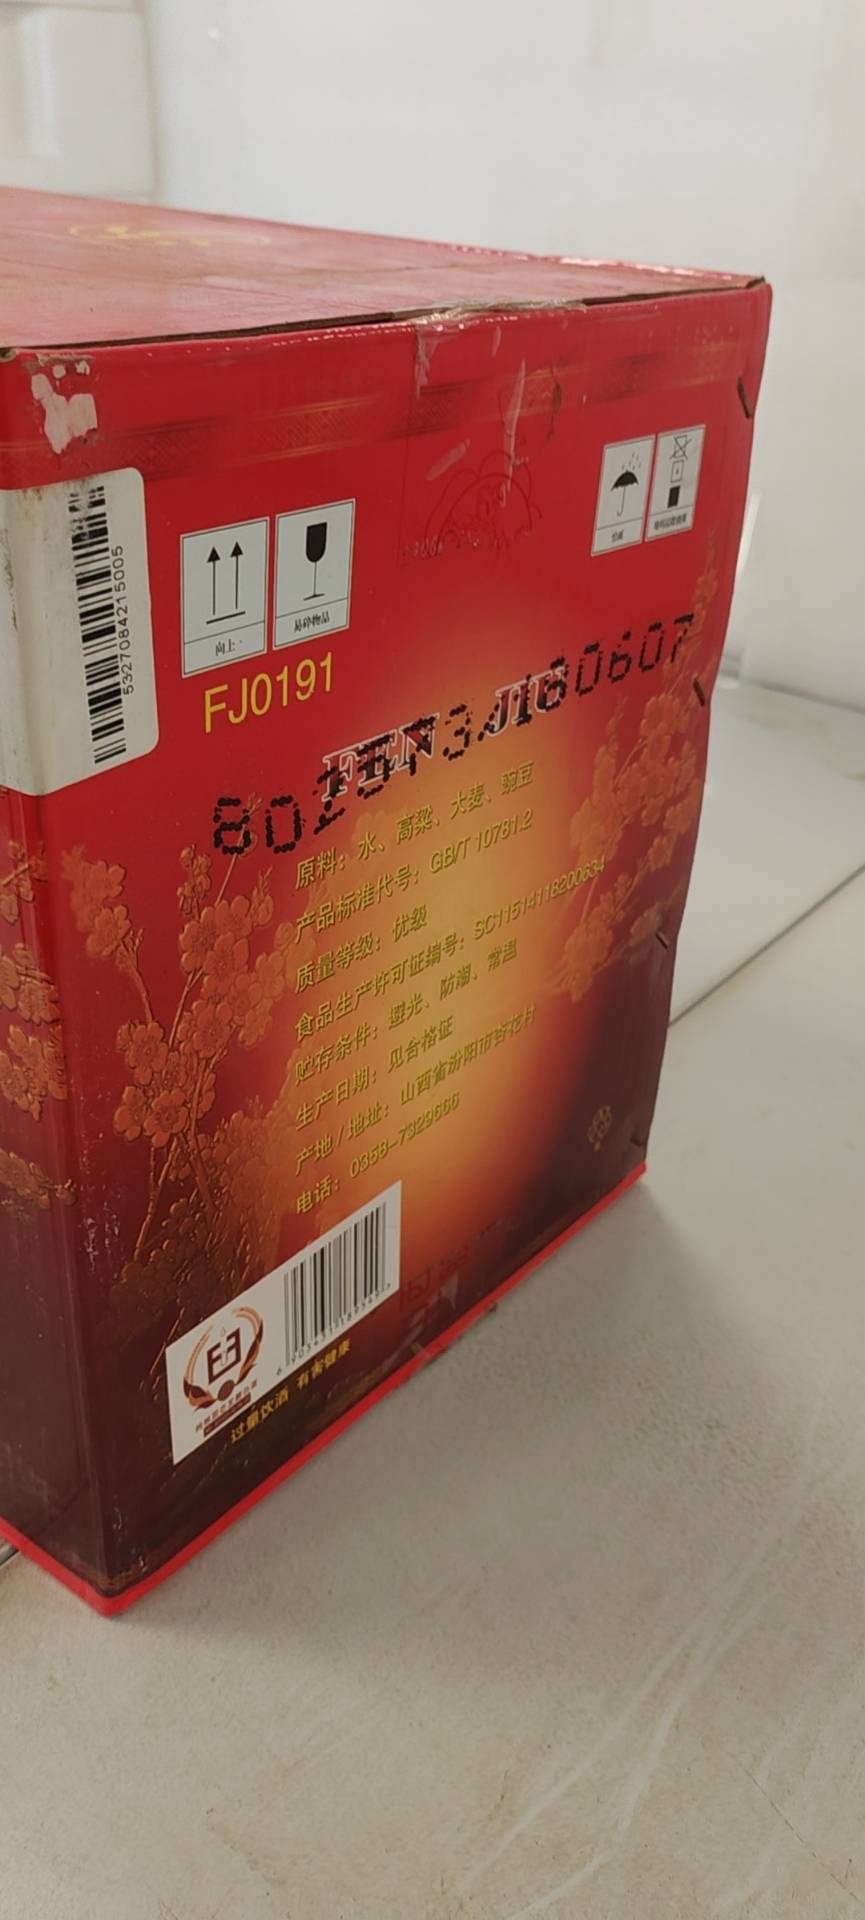 5327084215005
向上
易碎物品
怕雨
FJ0191
FEN JIU
原料：水、高粱、大麦、豌豆
产品标准代号：GB/T 10781.2
质量等级：优级
食品生产许可证编号：SC11514118200634
贮存条件：避光、防潮、常温
生产日期：见合格证
产地/地址：山西省汾阳市杏花村
电话：0358-7329666
过量饮酒 有害健康